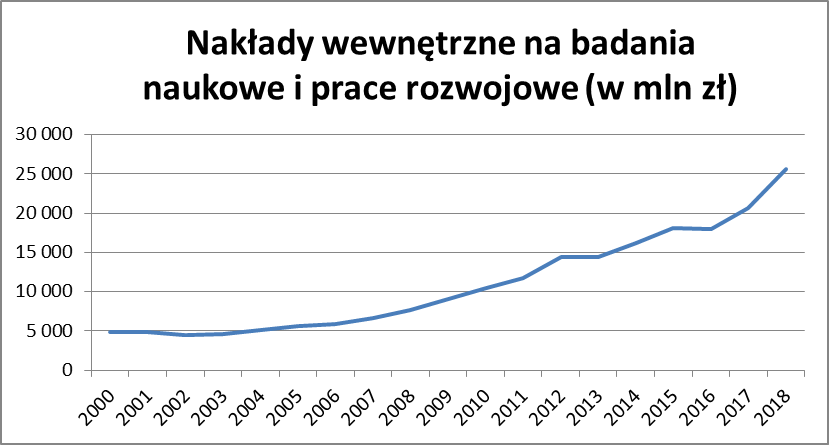 Nakłady wewnętrzne na badania
naukowe i prace rozwojowe (w mln zł)
30 000
25 000
20 000
15 000
10 000
5 000
0
2000 2001 2002 2003 2004 2005 2006 2007 2008 2009 2010 2011 2012 2013 2014 2015 2016 2017 2018